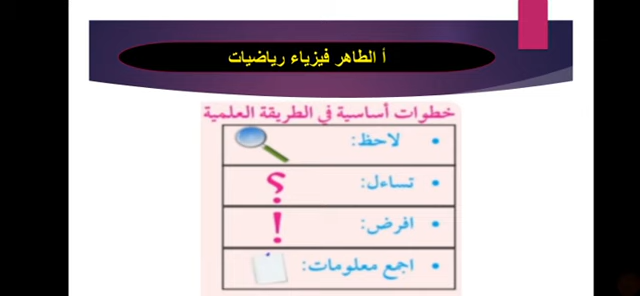 أ الطاهر فيزياء رياضيات
خطوات أساسية في الطريقة العلمية
• لاحظ:
• تساءل:
• افرض:
• اجمع معلومات: